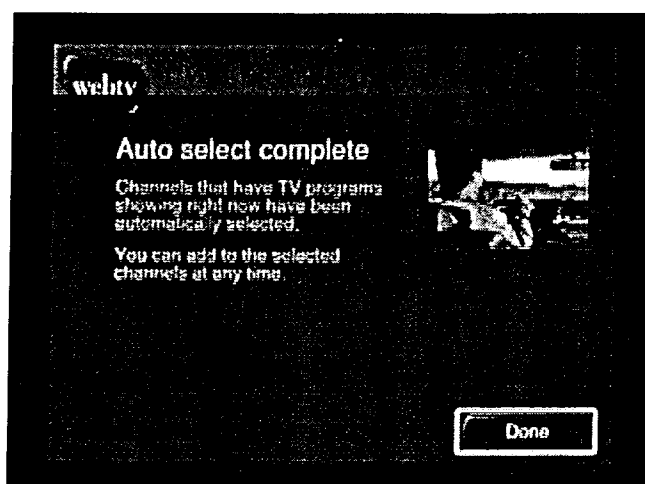 webtv
Auto select complete
Channels that have TV programs
showing right now have been
automatically selected.
You can add to the selected
channels at any time.
Done